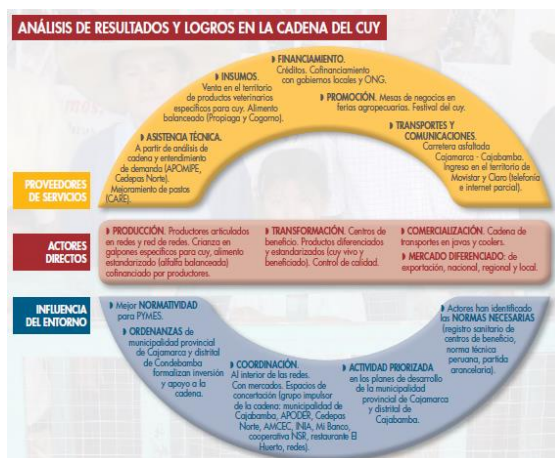 ANÁLISIS DE RESULTADOS Y LOGROS EN LA CADENA DEL CUY
FINANCIAMIENTO.
Créditos. Cofinanciamiento
con gobiernos locales y ONG.
INSUMOS.
Venta en el territorio
de productos veterinarios
específicos para cuy. Alimento
balanceado (Propiaga y Cogorno).
PROMOCIÓN. Mesas de negocios en
ferias agropecuarias. Festival del cuy.
ASISTENCIA TÉCNICA.
A partir de análisis de
cadena y entendimiento
de demanda (APOMIPE,
Cedepas Norte).
Mejoramiento de pastos
(CARE).
TRANSPORTES Y
COMUNICACIONES.
Carretera asfaltada
Cajamarca - Cajabamba.
Ingreso en el territorio de
Movistar y Claro (telefonía
e internet parcial).
PROVEEDORES
DE SERVICIOS
ACTORES
DIRECTOS
PRODUCCIÓN. Productores articulados
en redes y red de redes. Crianza en
galpones específicos para cuy, alimento
estandarizado (alfalfa balanceada)
cofinanciado por productores.
TRANSFORMACIÓN. Centros de
beneficio. Productos diferenciados
y estandarizados (cuy vivo y
beneficiado). Control de calidad.
COMERCIALIZACIÓN. Cadena de
transportes en javas y coolers.
MERCADO DIFERENCIADO: de
exportación, nacional, regional y local.
INFLUENCIA
DEL ENTORNO
Mejor NORMATIVIDAD
para PYMES.
ORDENANZAS de
municipalidad provincial
de Cajamarca y distrital
de Condebamba
formalizan inversión
y apoyo a la
cadena.
COORDINACIÓN.
Al interior de las redes.
Con mercados. Espacios de
concertación (grupo impulsor
de la cadena: municipalidad de
Cajabamba, APODER, Cedepas
Norte, AMCEC, INIA, Mi Banco,
cooperativa NSR, restaurante El
Huerto, redes).
ACTIVIDAD PRIORIZADA
en los planes de desarrollo
de la municipalidad
provincial de Cajamarca
y distrital de
Cajabamba.
Actores han identificado
las NORMAS NECESARIAS
(registro sanitario de
centros de beneficio,
norma técnica
peruana, partida
arancelaria).